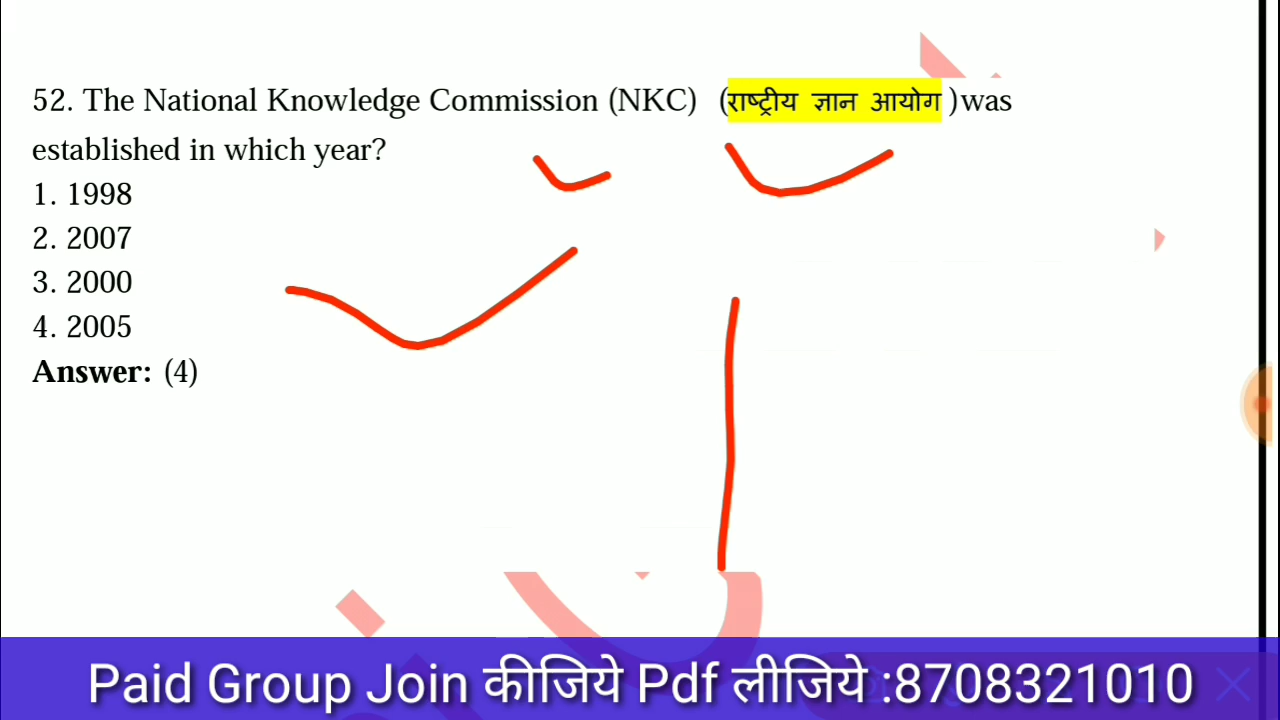 52. The National Knowledge Commission (NKC) (राष्ट्रीय ज्ञान आयोग )was
established in which year?
1. 1998
2. 2007
3. 2000
4. 2005
Answer: (4)
Paid Group Join कीजिये Pdf लीजिये :8708321010